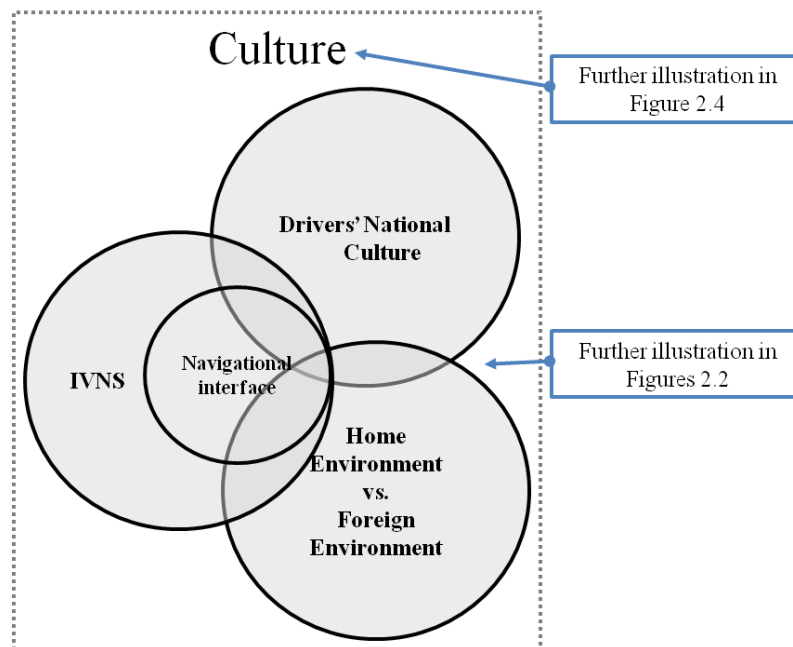 Culture
Further illustration in
Figure 2.4
Drivers' National
Culture
IVNS
Navigational
interface
Further illustration in
Figures 2.2
Home
Environment
vs.
Foreign
Environment